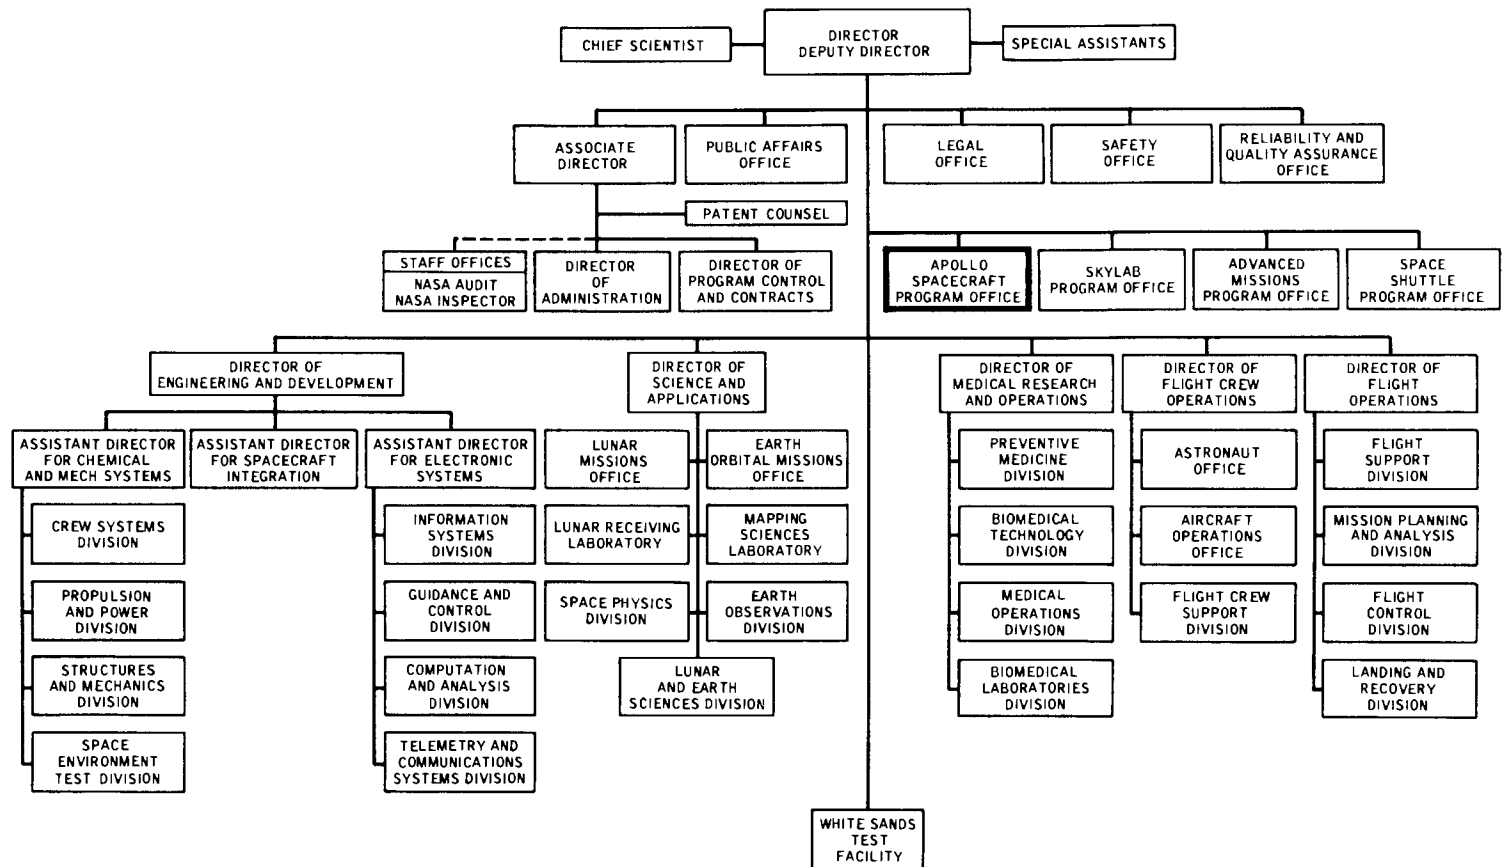 CHIEF SCIENTIST
DIRECTOR
DEPUTY DIRECTOR
SPECIAL ASSISTANTS
ASSOCIATE
DIRECTOR
PUBLIC AFFAIRS
OFFICE
LEGAL
OFFICE
SAFETY
OFFICE
RELIABILITY AND
QUALITY ASSURANCE
OFFICE
PATENT COUNSEL
STAFF OFFICES
NASA AUDIT
NASA INSPECTOR
DIRECTOR
OF
ADMINISTRATION
DIRECTOR OF
PROGRAM CONTROL
AND CONTRACTS
APOLLO
SPACECRAFT
PROGRAM OFFICE
SKYLAB
PROGRAM OFFICE
ADVANCED
MISSIONS
PROGRAM OFFICE
SPACE
SHUTTLE
PROGRAM OFFICE
DIRECTOR OF
ENGINEERING AND DEVELOPMENT
DIRECTOR OF
SCIENCE AND
APPLICATIONS
DIRECTOR OF
MEDICAL RESEARCH
AND OPERATIONS
DIRECTOR OF
FLIGHT CREW
OPERATIONS
DIRECTOR OF
FLIGHT
OPERATIONS
ASSISTANT DIRECTOR
FOR CHEMICAL
AND MECH SYSTEMS
ASSISTANT DIRECTOR
FOR SPACECRAFT
INTEGRATION
ASSISTANT DIRECTOR
FOR ELECTRONIC
SYSTEMS
LUNAR
MISSIONS
OFFICE
EARTH
ORBITAL MISSIONS
OFFICE
PREVENTIVE
MEDICINE
DIVISION
ASTRONAUT
OFFICE
FLIGHT
SUPPORT
DIVISION
CREW SYSTEMS
DIVISION
INFORMATION
SYSTEMS
DIVISION
LUNAR RECEIVING
LABORATORY
MAPPING
SCIENCES
LABORATORY
BIOMEDICAL
TECHNOLOGY
DIVISION
AIRCRAFT
OPERATIONS
OFFICE
MISSION PLANNING
AND ANALYSIS
DIVISION
PROPULSION
AND POWER
DIVISION
GUIDANCE
AND
CONTROL DIVISION
SPACE PHYSICS
DIVISION
EARTH
OBSERVATIONS
DIVISION
MEDICAL
OPERATIONS
DIVISION
FLIGHT CREW
SUPPORT
DIVISION
FLIGHT
CONTROL
DIVISION
STRUCTURES
AND MECHANICS
DIVISION
COMPUTATION
AND ANALYSIS
DIVISION
LUNAR
AND EARTH
SCIENCES DIVISION
BIOMEDICAL
LABORATORIES
DIVISION
LANDING AND
RECOVERY
DIVISION
SPACE
ENVIRONMENT
TEST DIVISION
TELEMETRY AND
COMMUNICATIONS
SYSTEMS DIVISION
WHITE SANDS
TEST
FACILITY